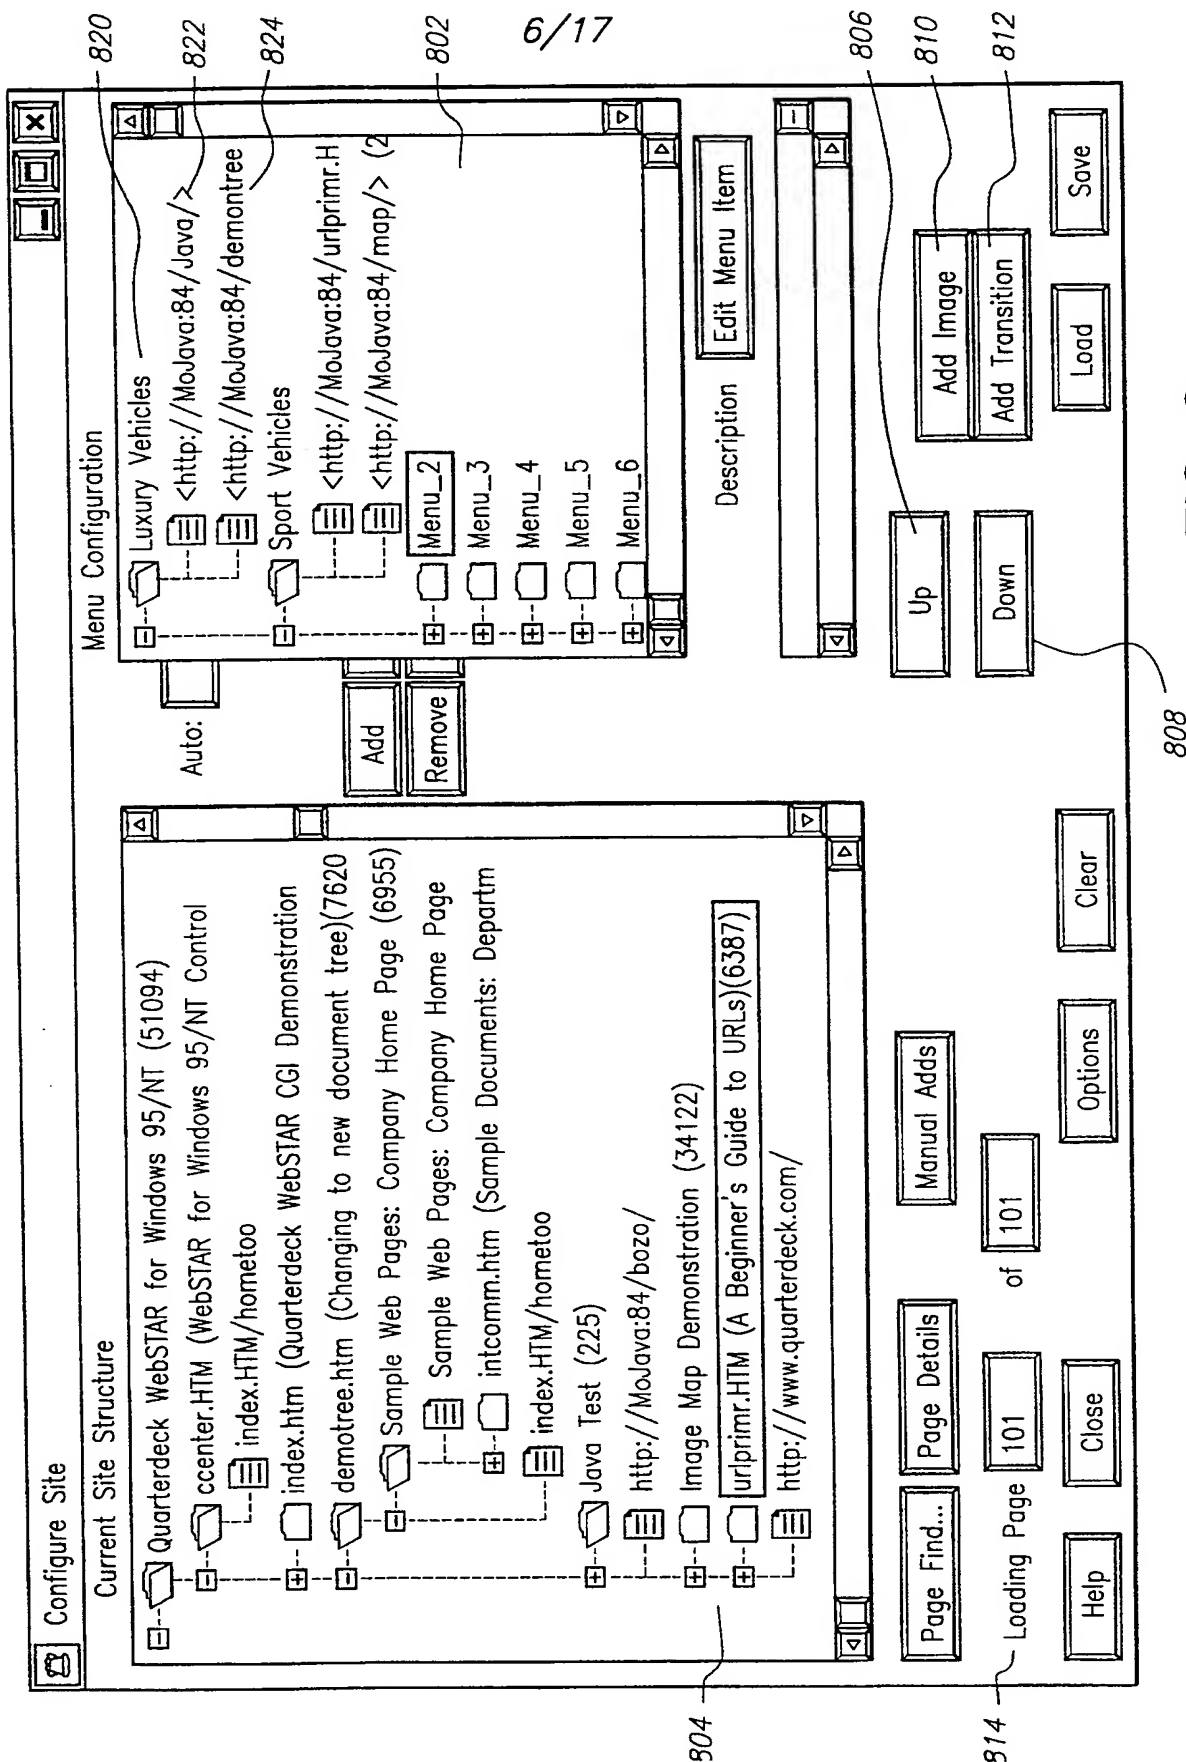 6/17
Configure Site
Current Site Structure
Quarterdeck WebSTAR for Windows 95/NT (51094)
ccenter.HTM (WebSTAR for Windows 95/NT Control
index.HTM/hometoo
index.htm (Quarterdeck WebSTAR CGI Demonstration
demotree.htm (Changing to new document tree)(7620
Sample Web Pages: Company Home Page (6955)
Sample Web Pages: Company Home Page
intcomm.htm (Sample Documents: Departm
index.HTM/hometoo
Java Test (225)
http://MoJava:84/bozo/
Image Map Demonstration (34122)
urlprimr.HTM (A Beginner's Guide to URLs)(6387)
http://www.quarterdeck.com/
804
Page Find....
Page Details
Manual Adds
814
Loading Page
101
of
101
Help
Close
Options
Clear
Auto:
Add
Remove
Menu Configuration
Luxury Vehicles
<http://MoJava:84/Java/>
<http://MoJava:84/demontree
Sport Vehicles
<http://MoJava:84/urlprimr.H
<http://MoJava:84/map/> (2
Menu_2
Menu_3
Menu_4
Menu_5
Menu_6
820
822
824
802
Description
Edit Menu Item
Up
Down
806
808
Add Image
Add Transition
810
812
Load
Save